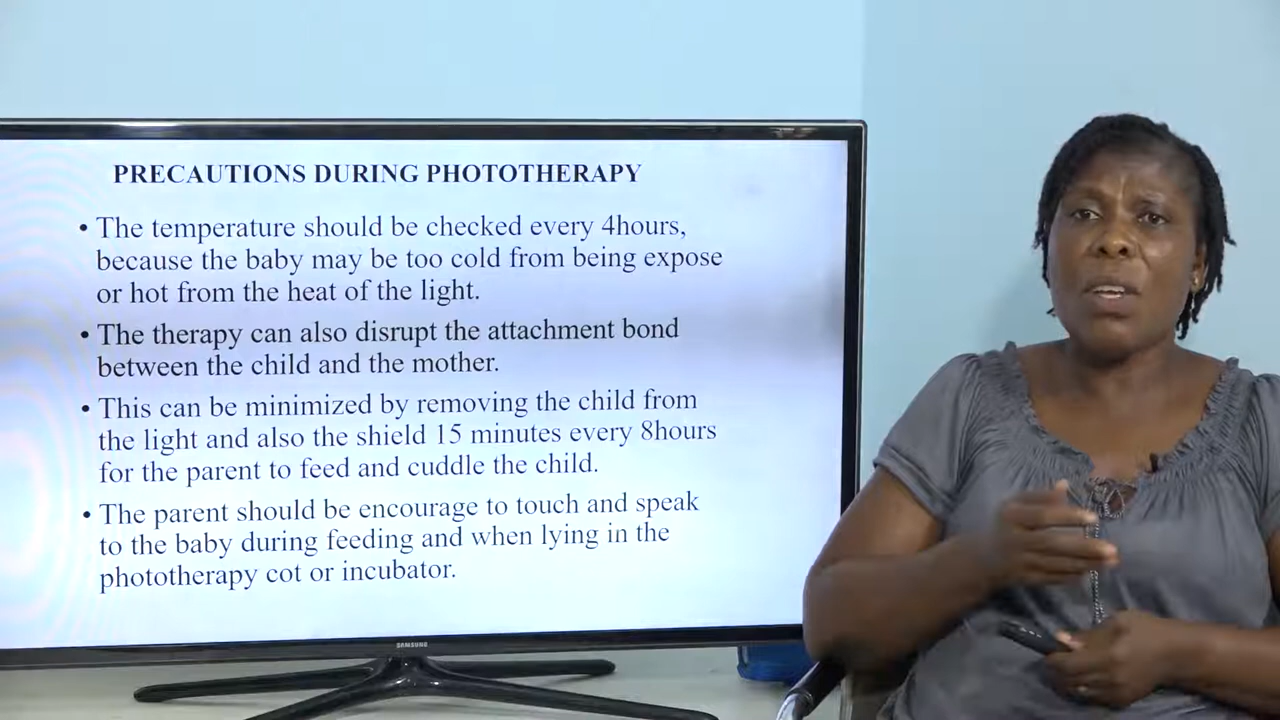 PRECAUTIONS DURING PHOTOTHERAPY
• The temperature should be checked every 4hours,
because the baby may be too cold from being expose
or hot from the heat of the light.
• The therapy can also disrupt the attachment bond
between the child and the mother.
• This can be minimized by removing the child from
the light and also the shield 15 minutes every 8hours
for the parent to feed and cuddle the child.
• The parent should be encourage to touch and speak
to the baby during feeding and when lying in the
phototherapy cot or incubator.
SAMSUNG